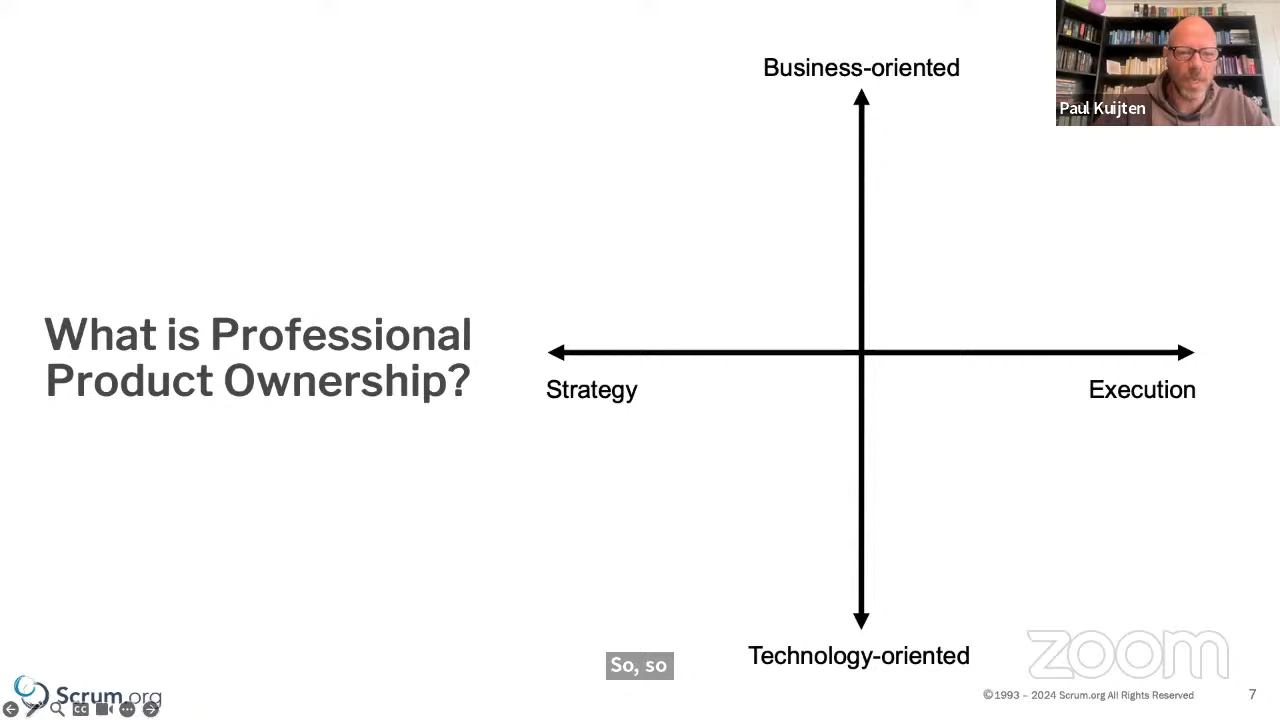 Business-oriented
Paul Kuijten
What is Professional
Product Ownership?
Strategy
Execution
So, so
Technology-oriented
zoom
Scrum.org
CC
©1993 – 2024 Scrum.org All Rights Reserved
7